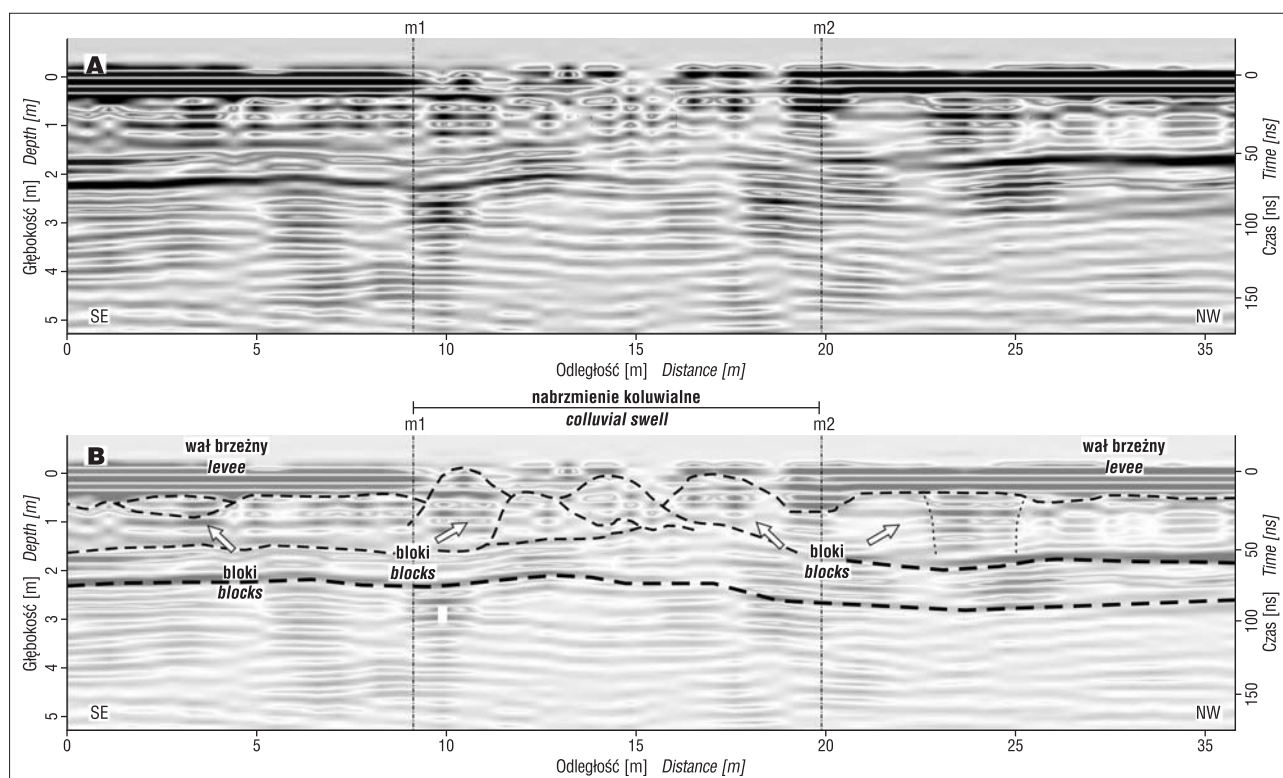 m1
m2
A
0
1
2
3
4
5
Głębokość [m] Depth [m]
0
50
100
150
Czas [ns] Time [ns]
SE
NW
0
5
10
15
20
25
30
35
Odległość [m] Distance [m]
nabrzmienie koluwialne
colluvial swell
m1
m2
B
wał brzeżny
levee
wał brzeżny
levee
bloki
blocks
bloki
blocks
bloki
blocks
0
1
2
3
4
5
Głębokość [m] Depth [m]
0
50
100
150
Czas [ns] Time [ns]
SE
NW
0
5
10
15
20
25
30
35
Odległość [m] Distance [m]